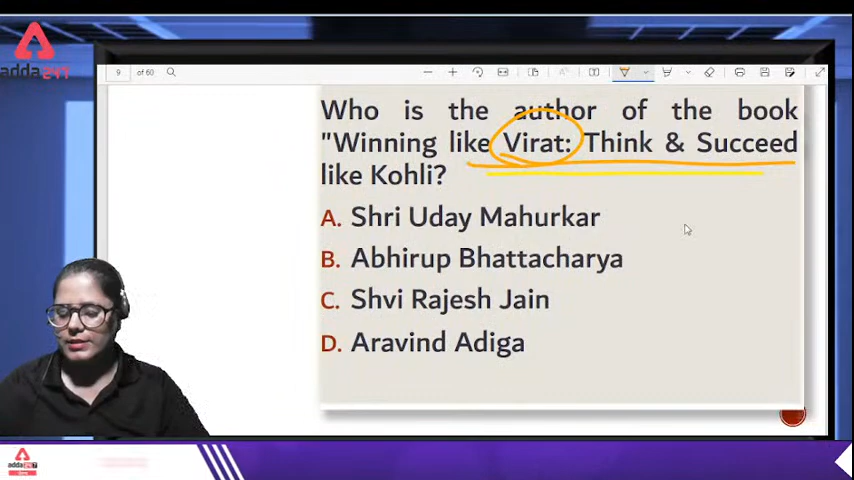 adda247
9 of 60
Who is the author of the book
"Winning like Virat: Think & Succeed
like Kohli?
A. Shri Uday Mahurkar
B. Abhirup Bhattacharya
C. Shvi Rajesh Jain
D. Aravind Adiga
adda247